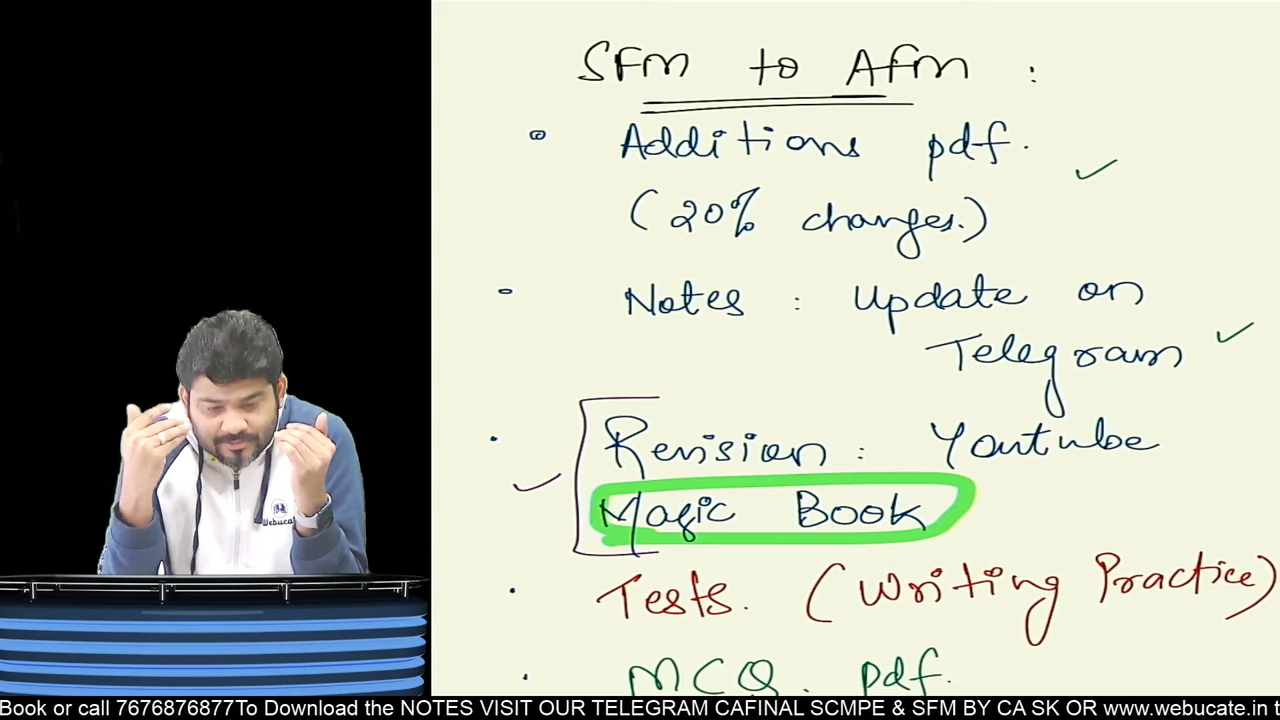 SFM to AFM :
Additions pdf.
(20% changes.)
Notes : Update on
Telegram
Revision : Youtube
Magic Book
Tests. (Writing Practice)
MCQ. pdf.
Webucate
Book or call 7676876877To Download the NOTES VISIT OUR TELEGRAM CAFINAL SCMPE & SFM BY CA SK OR www.webucate.in t